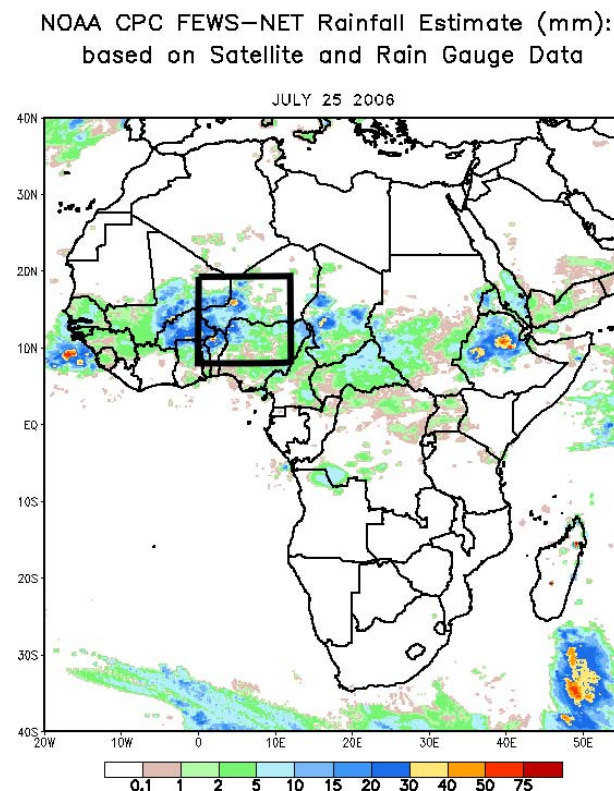 NOAA CPC FEWS-NET Rainfall Estimate (mm):
based on Satellite and Rain Gauge Data
JULY 25 2006
40N
30N
20N
10N
EQ
10S
20S
30S
40S
20W 10W 0 10E 20E 30E 40E 50E
0.1 1 2 5 10 15 20 30 40 50 75